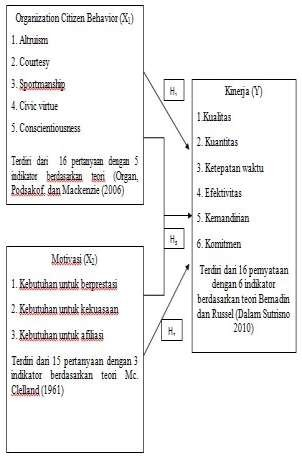 Organization Citizen Behavior (X1)
1. Altruism
2. Courtesy
3. Sportmanship
4. Civic virtue
5. Conscientiousness
Terdiri dari 16 pertanyaan dengan 5
indikator berdasarkan teori (Organ,
Podsakof, dan Mackenzie (2006)
Motivasi (X2)
1. Kebutuhan untuk berprestasi
2. Kebutuhan untuk kekuasaan
3. Kebutuhan untuk afiliasi
Terdiri dari 15 pertanyaan dengan 3
indikator berdasarkan teori Mc.
Clelland (1961)
H1
H3
Kinerja (Y)
1.Kualitas
2. Kuantitas
3. Ketepatan waktu
4. Efektivitas
5. Kemandirian
6. Komitmen
Terdiri dari 16 pernyataan
dengan 6 indikator
berdasarkan teori Bernadin
dan Russel (Dalam Sutrisno
2010)